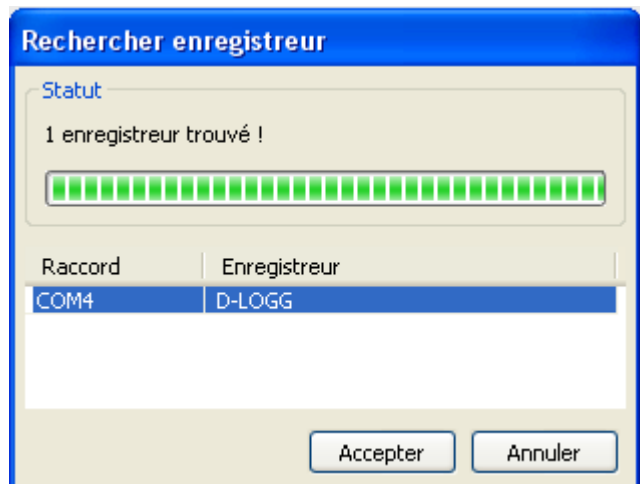 Rechercher enregistreur
Statut
1 enregistreur trouvé !
Raccord Enregistreur
COM4 D-LOGG
Accepter Annuler